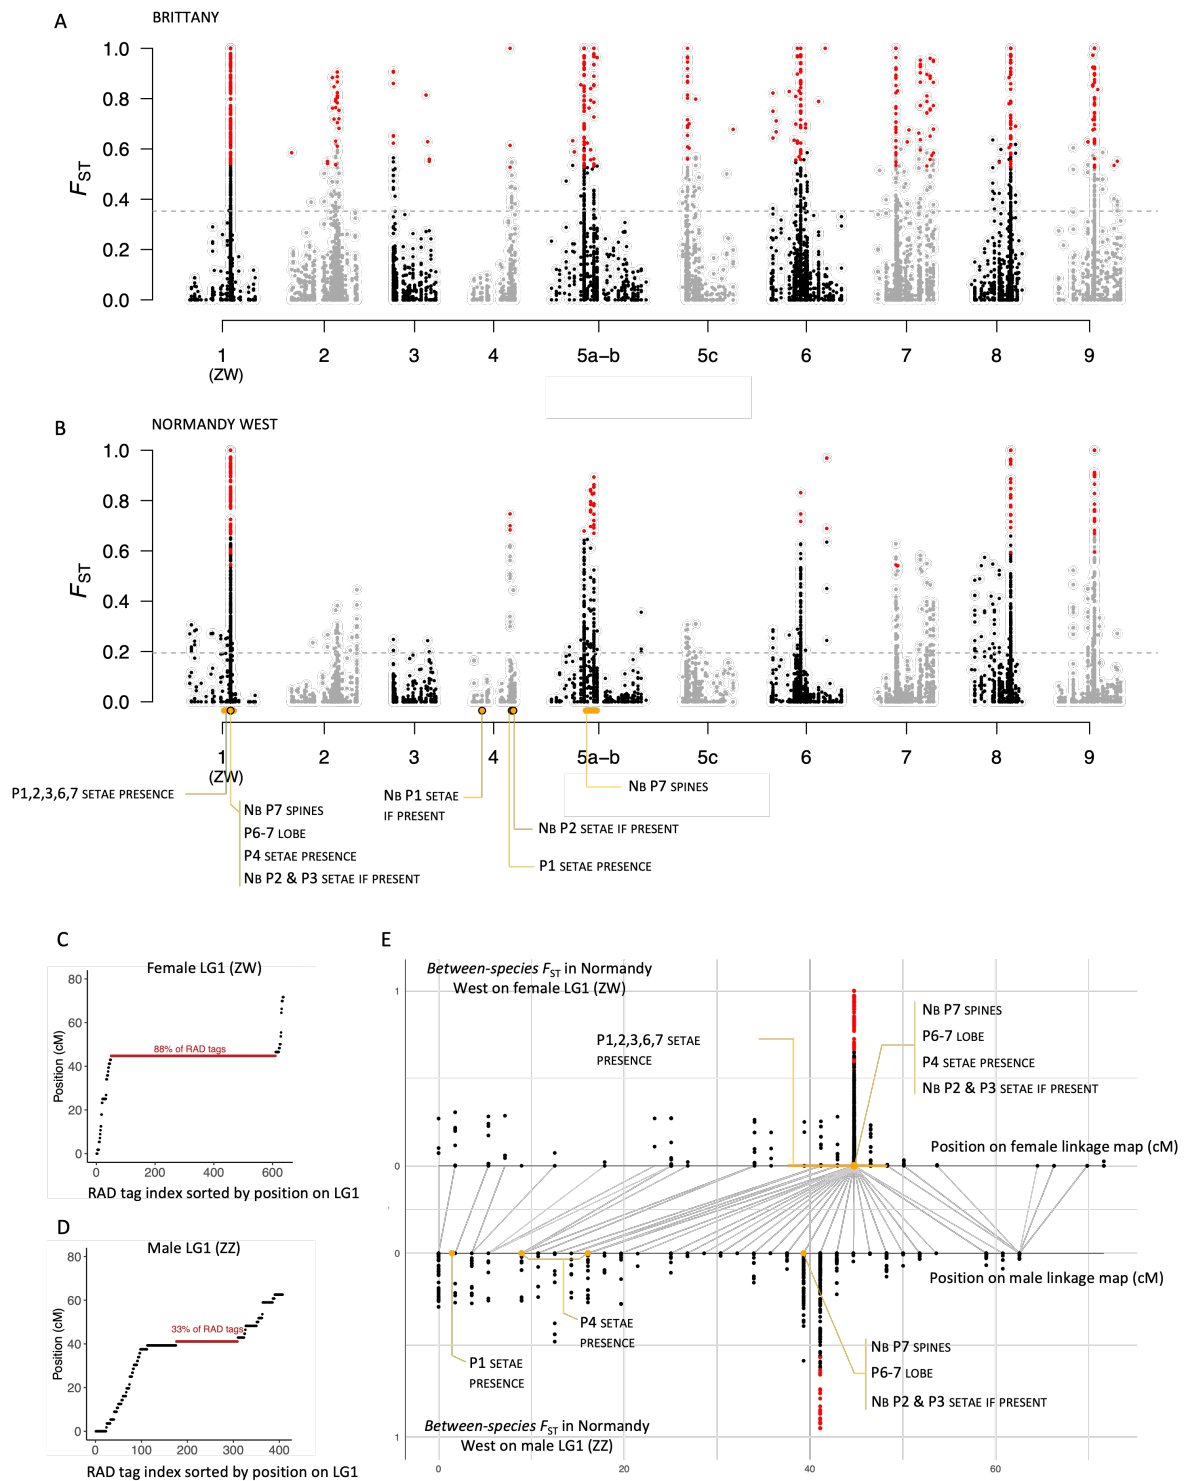 A
BRITTANY
1.0
0.8
0.6
0.4
0.2
0.0
FST
1
(ZW)
2
3
4
5a–b
5c
6
7
8
9
B
NORMANDY WEST
1.0
0.8
0.6
0.4
0.2
0.0
FST
1
(ZW)
2
3
4
5a–b
5c
6
7
8
9
P1,2,3,6,7 SETAE PRESENCE
NB P7 SPINES
P6-7 LOBE
P4 SETAE PRESENCE
NB P2 & P3 SETAE IF PRESENT
NB P1 SETAE
IF PRESENT
NB P7 SPINES
NB P2 SETAE IF PRESENT
P1 SETAE PRESENCE
C
Female LG1 (ZW)
80
60
40
20
0
Position (cM)
88% of RAD tags
0
200
400
600
RAD tag index sorted by position on LG1
D
Male LG1 (ZZ)
80
60
40
20
0
Position (cM)
33% of RAD tags
0
100
200
300
400
RAD tag index sorted by position on LG1
E
Between-species FST in Normandy
West on female LG1 (ZW)
1
P1,2,3,6,7 SETAE
PRESENCE
NB P7 SPINES
P6-7 LOBE
P4 SETAE PRESENCE
NB P2 & P3 SETAE IF PRESENT
Position on female linkage map (cM)
0
0
Position on male linkage map (cM)
P4 SETAE
PRESENCE
P1 SETAE
PRESENCE
NB P7 SPINES
P6-7 LOBE
NB P2 & P3 SETAE IF PRESENT
Between-species FST in Normandy
West on male LG1 (ZZ)
1
0
20
40
60